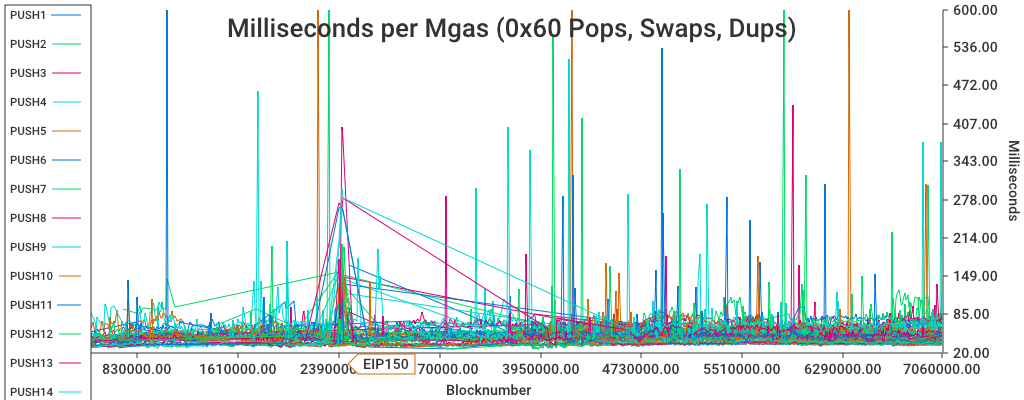 Milliseconds per Mgas (0x60 Pops, Swaps, Dups)
PUSH1
PUSH2
PUSH3
PUSH4
PUSH5
PUSH6
PUSH7
PUSH8
PUSH9
PUSH10
PUSH11
PUSH12
PUSH13
PUSH14
600.00
536.00
472.00
407.00
343.00
278.00
214.00
149.00
85.00
20.00
Milliseconds
830000.00 1610000.00 2390000 700000.00 3950000.00 4730000.00 5510000.00 6290000.00 7060000.00
EIP150
Blocknumber